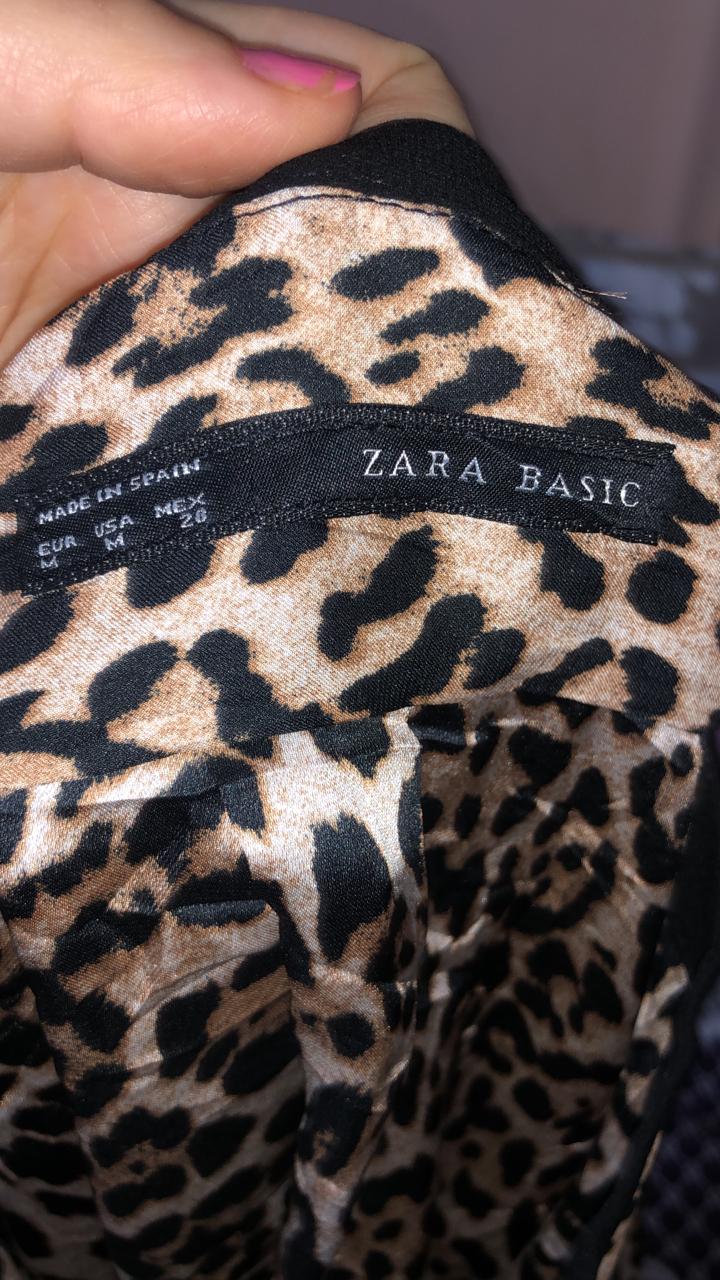 ZARA BASIC
MADE IN SPAIN
EUR USA MEX
M M 28